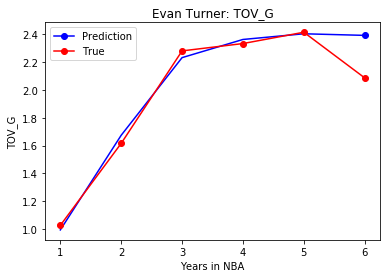 Evan Turner: TOV_G
Prediction
True
TOV_G
2.4
2.2
2.0
1.8
1.6
1.4
1.2
1.0
1 2 3 4 5 6
Years in NBA